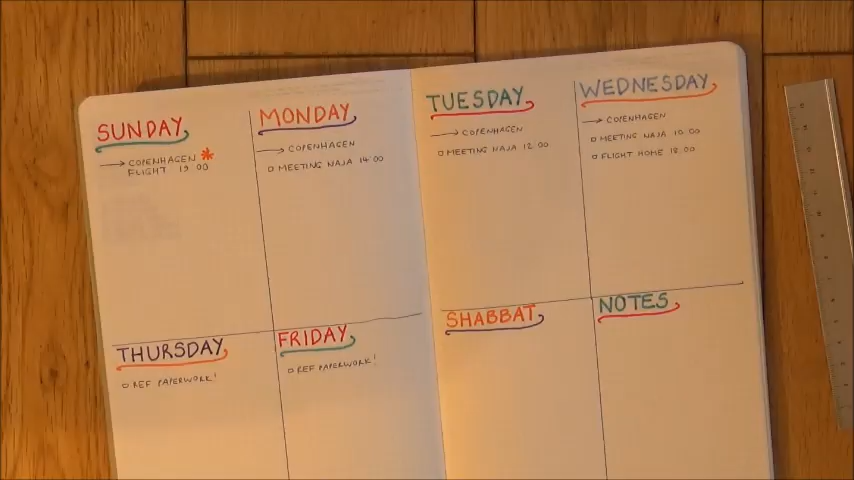 SUNDAY
→ COPENHAGEN *
FLIGHT 19 00
MONDAY
→ COPENHAGEN
□ MEETING NAJA 14 00
TUESDAY
→ COPENHAGEN
□ MEETING NAJA 12 00
WEDNESDAY
→ COPENHAGEN
□ MEETING NAJA 10 00
□ FLIGHT HOME 18 00
THURSDAY
□ REF PAPERWORK!
FRIDAY
□ REF PAPERWORK!
SHABBAT
NOTES